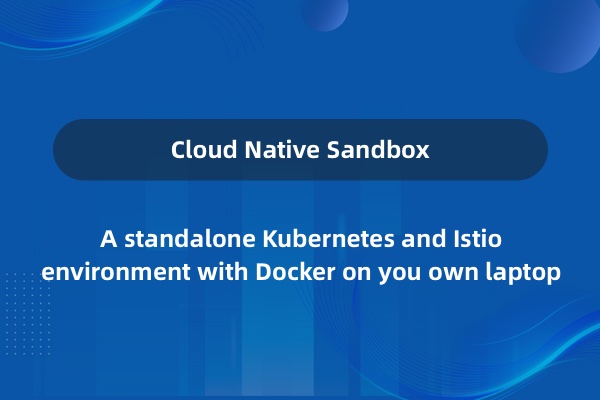 Cloud Native Sandbox
A standalone Kubernetes and Istio
environment with Docker on you own laptop